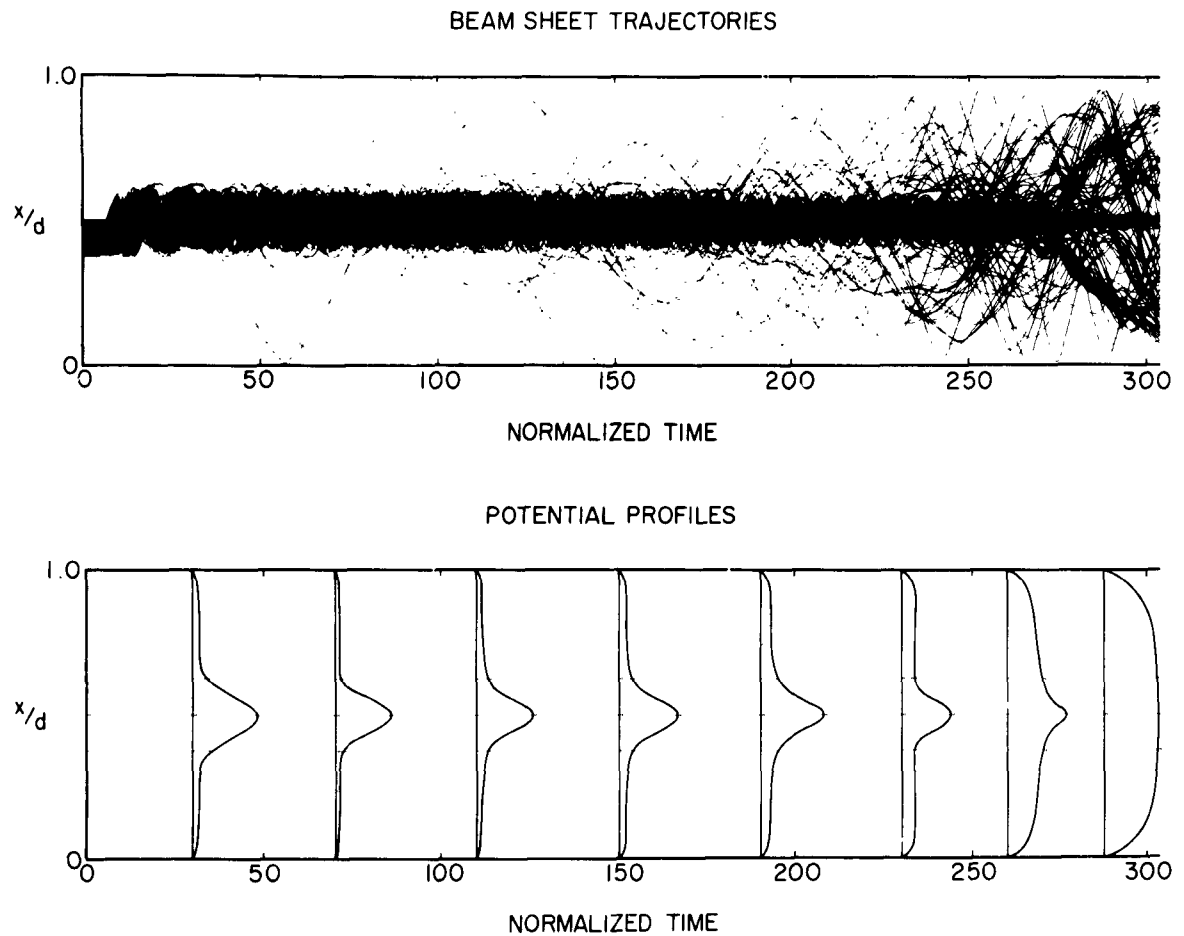 BEAM SHEET TRAJECTORIES
1.0
x/d
0
0 50 100 150 200 250 300
NORMALIZED TIME
POTENTIAL PROFILES
1.0
x/d
0
0 50 100 150 200 250 300
NORMALIZED TIME